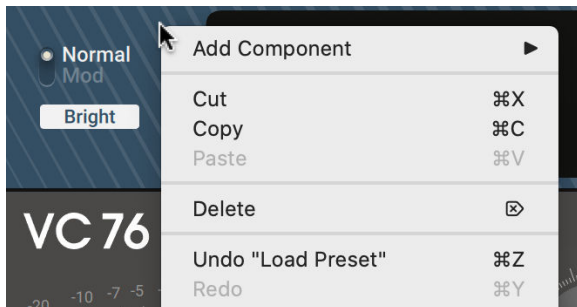 Normal
Mod
Bright
Add Component
Cut ⌘X
Copy ⌘C
Paste ⌘V
Delete ⌦
Undo "Load Preset" ⌘Z
Redo ⌘Y
VC 76
-20 -10 -7 -5